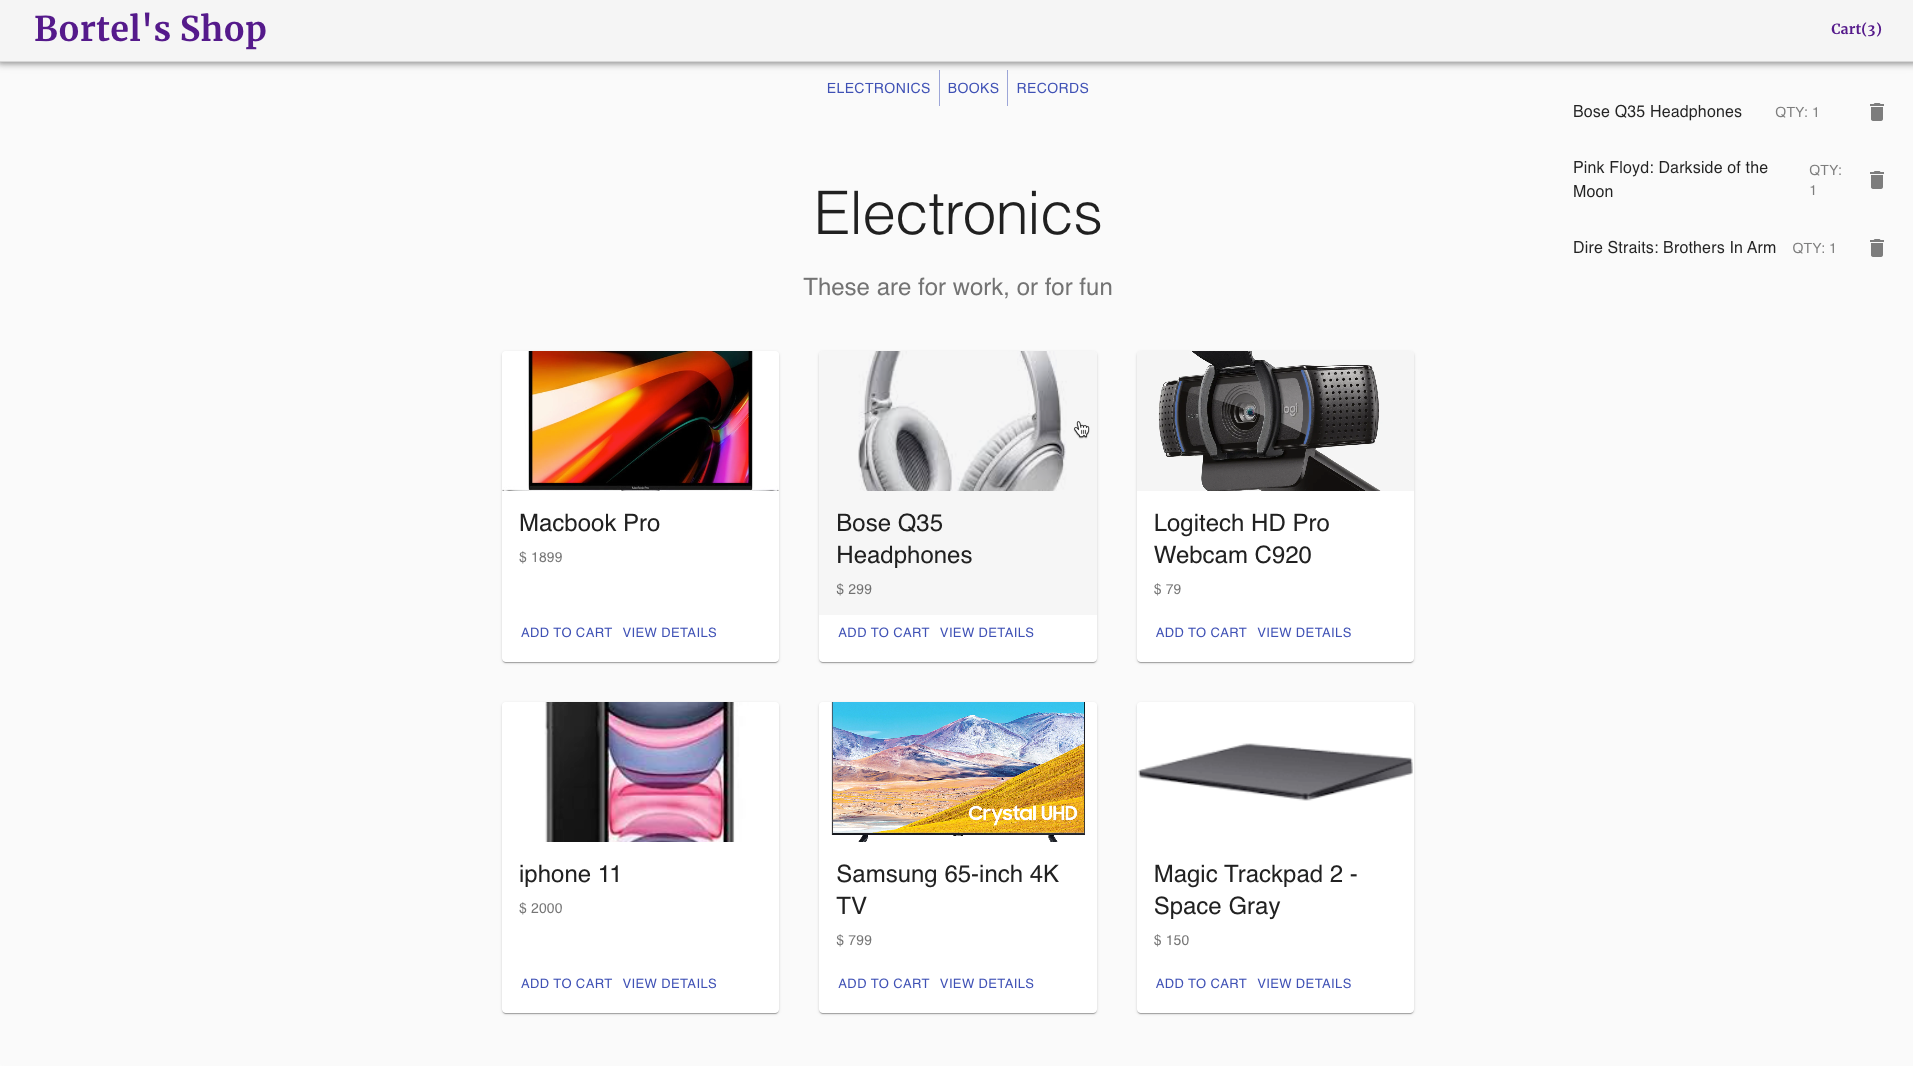 Bortel's Shop
Cart(3)
ELECTRONICS
BOOKS
RECORDS
Bose Q35 Headphones
QTY: 1
Pink Floyd: Darkside of the
Moon
QTY:
1
Dire Straits: Brothers In Arm
QTY: 1
Electronics
These are for work, or for fun
Macbook Pro
$ 1899
ADD TO CART
VIEW DETAILS
Bose Q35
Headphones
$ 299
ADD TO CART
VIEW DETAILS
ogi
Logitech HD Pro
Webcam C920
$ 79
ADD TO CART
VIEW DETAILS
iphone 11
$ 2000
ADD TO CART
VIEW DETAILS
Crystal UHD
Samsung 65-inch 4K
TV
$ 799
ADD TO CART
VIEW DETAILS
Magic Trackpad 2 -
Space Gray
$ 150
ADD TO CART
VIEW DETAILS